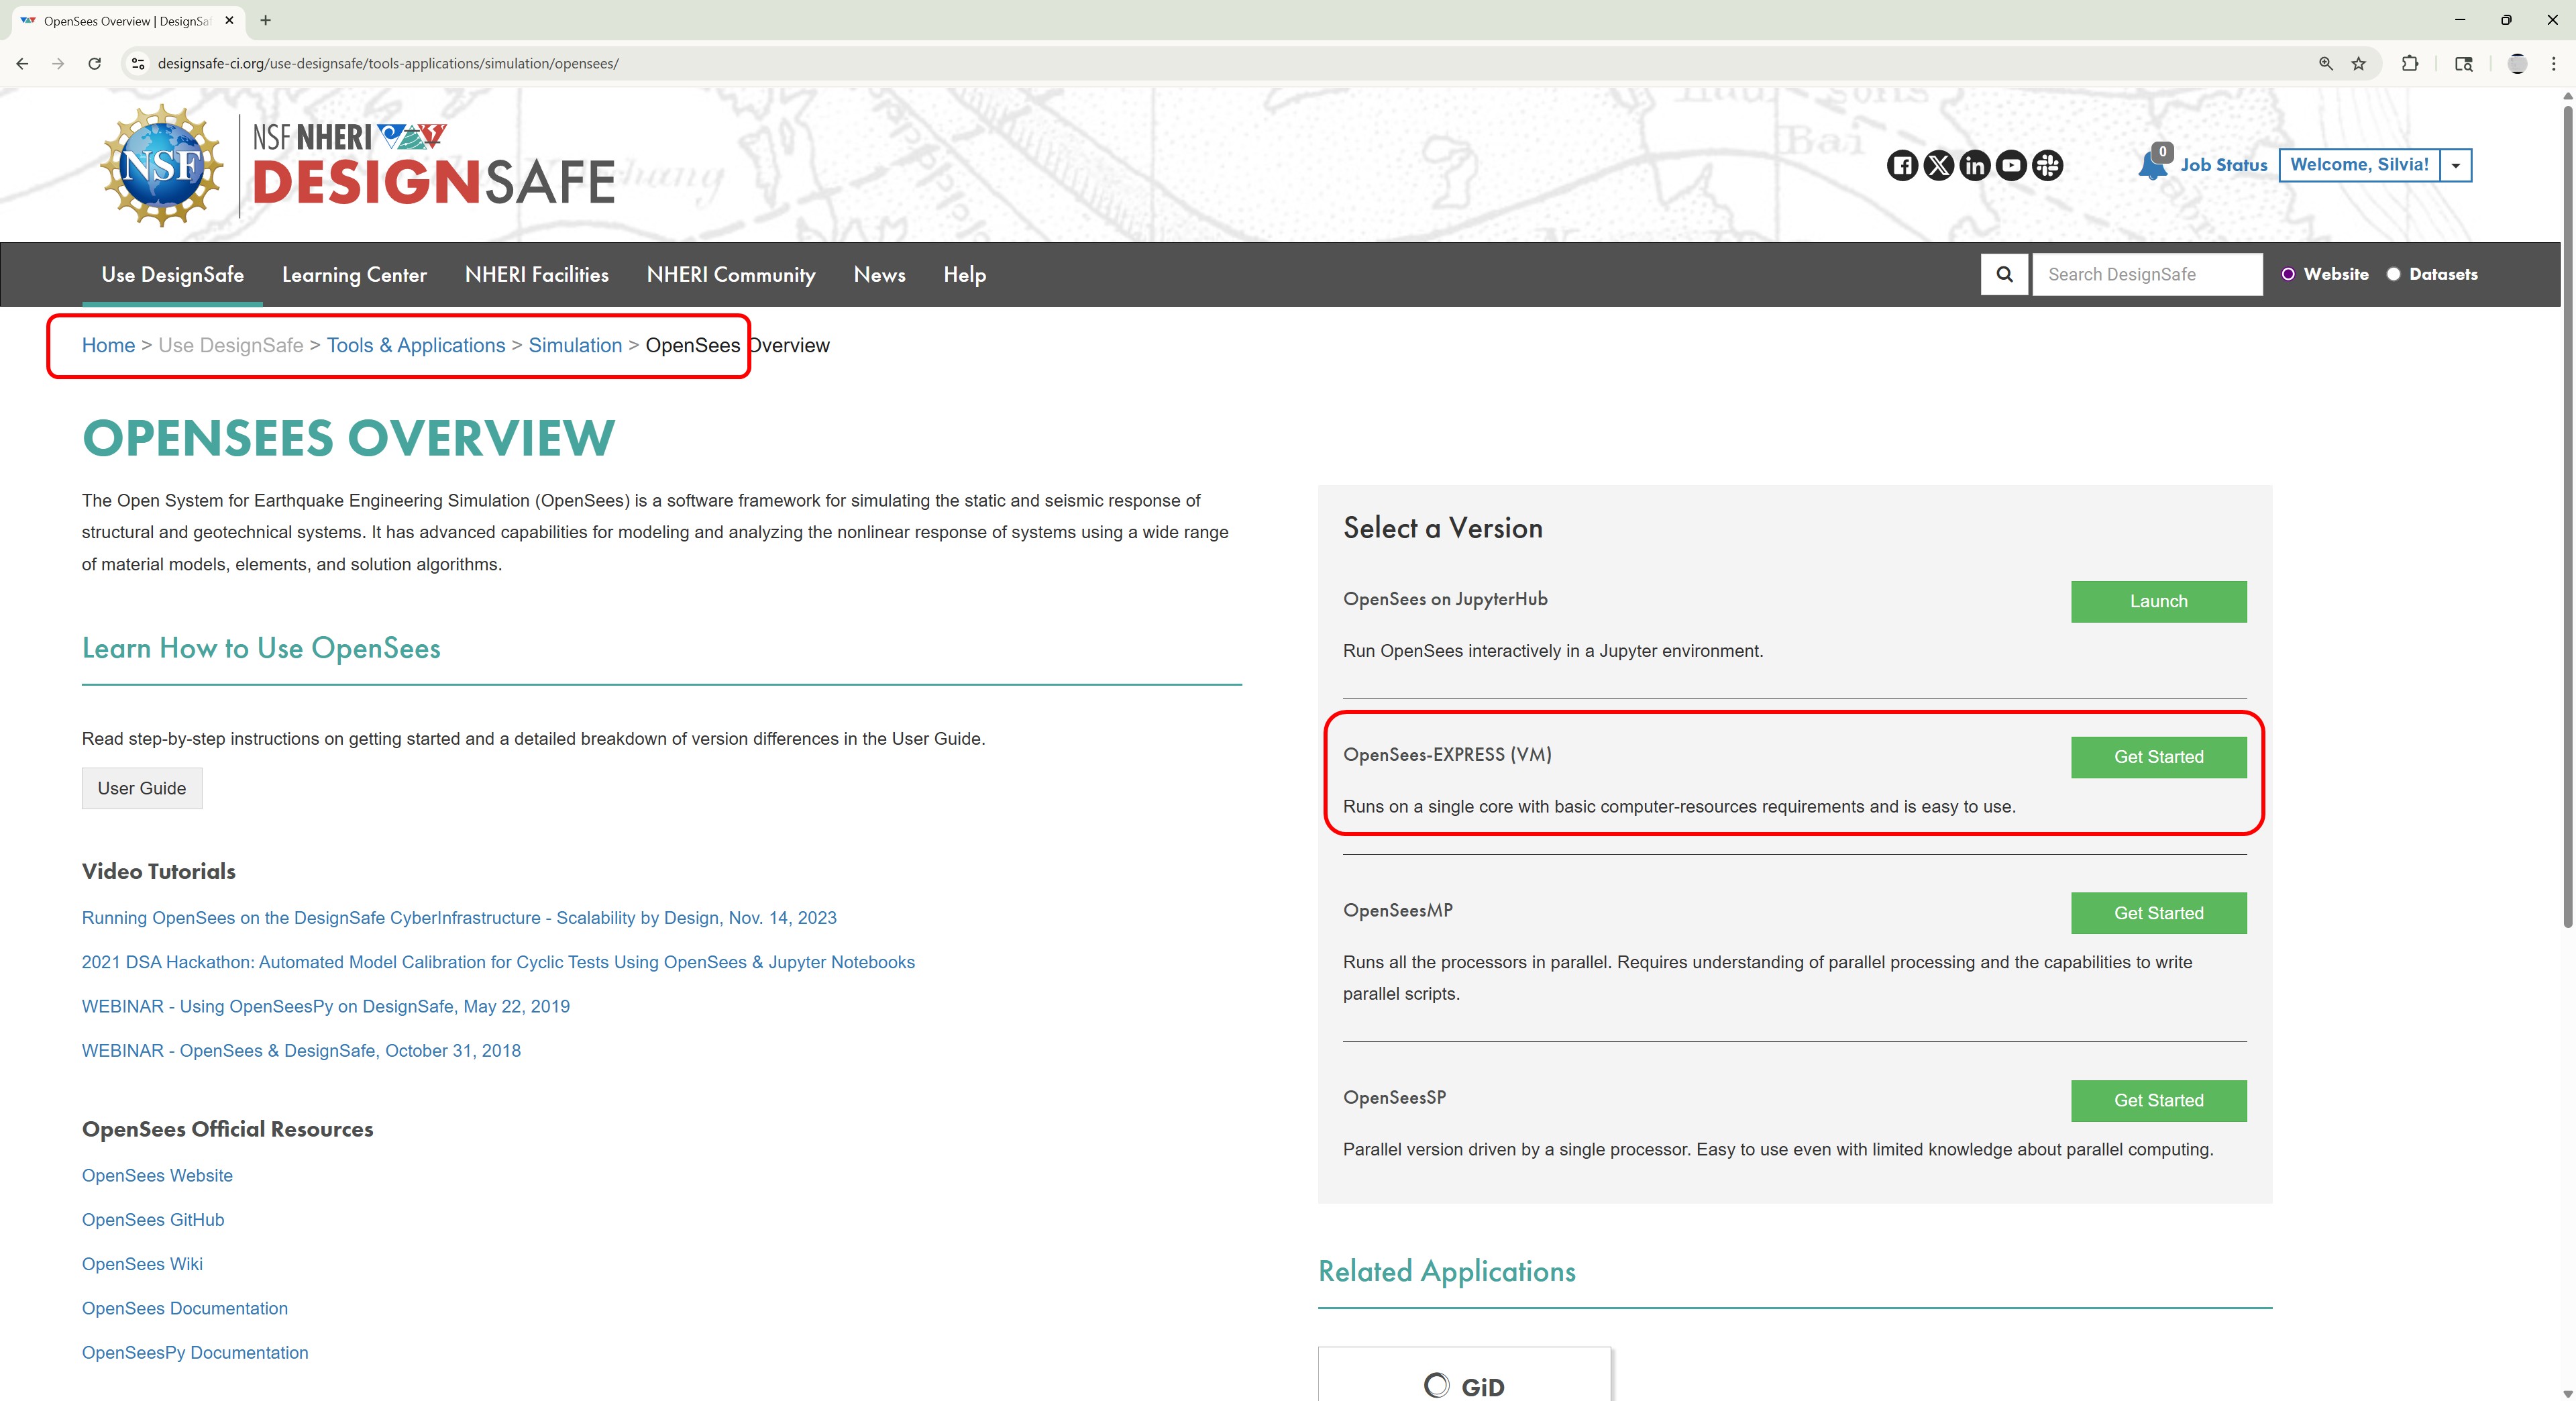 OpenSees Overview | DesignSa
designsafe-ci.org/use-designsafe/tools-applications/simulation/opensees/
NSF
NSF NHERI
DESIGNSAFE
0
Job Status
Welcome, Silvia!
Use DesignSafe
Learning Center
NHERI Facilities
NHERI Community
News
Help
Search DesignSafe
Website
Datasets
Home > Use DesignSafe > Tools & Applications > Simulation > OpenSees Overview
OPENSEES OVERVIEW
The Open System for Earthquake Engineering Simulation (OpenSees) is a software framework for simulating the static and seismic response of
structural and geotechnical systems. It has advanced capabilities for modeling and analyzing the nonlinear response of systems using a wide range
of material models, elements, and solution algorithms.
Learn How to Use OpenSees
Read step-by-step instructions on getting started and a detailed breakdown of version differences in the User Guide.
User Guide
Video Tutorials
Running OpenSees on the DesignSafe CyberInfrastructure - Scalability by Design, Nov. 14, 2023
2021 DSA Hackathon: Automated Model Calibration for Cyclic Tests Using OpenSees & Jupyter Notebooks
WEBINAR - Using OpenSeesPy on DesignSafe, May 22, 2019
WEBINAR - OpenSees & DesignSafe, October 31, 2018
OpenSees Official Resources
OpenSees Website
OpenSees GitHub
OpenSees Wiki
OpenSees Documentation
OpenSeesPy Documentation
Select a Version
OpenSees on JupyterHub
Launch
Run OpenSees interactively in a Jupyter environment.
OpenSees-EXPRESS (VM)
Get Started
Runs on a single core with basic computer-resources requirements and is easy to use.
OpenSeesMP
Get Started
Runs all the processors in parallel. Requires understanding of parallel processing and the capabilities to write
parallel scripts.
OpenSeesSP
Get Started
Parallel version driven by a single processor. Easy to use even with limited knowledge about parallel computing.
Related Applications
GiD